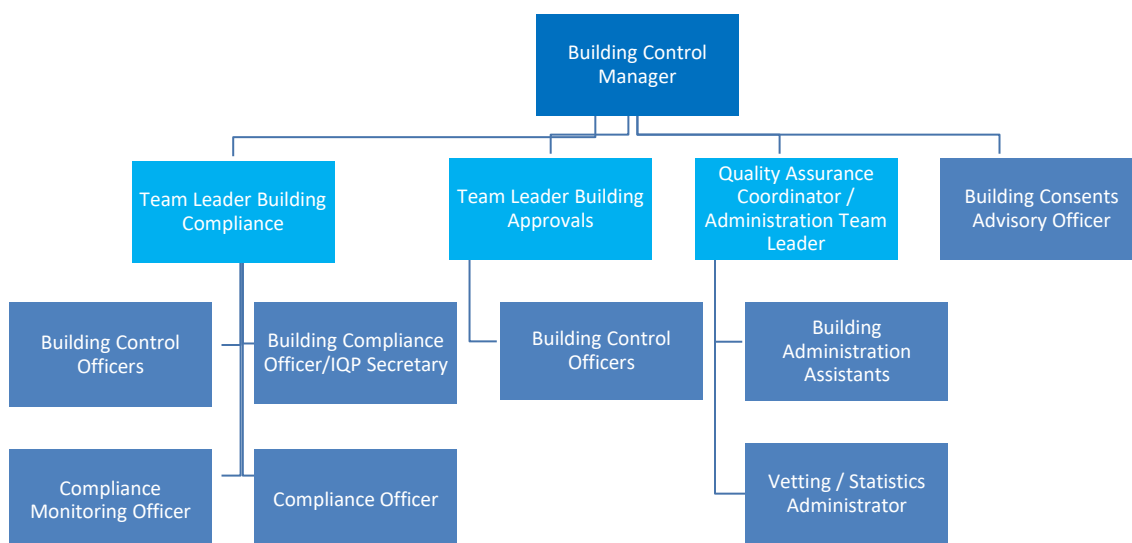 Building Control
Manager
Team Leader Building
Compliance
Team Leader Building
Approvals
Quality Assurance
Coordinator /
Administration Team
Leader
Building Consents
Advisory Officer
Building Control
Officers
Building Compliance
Officer/IQP Secretary
Building Control
Officers
Building
Administration
Assistants
Compliance
Monitoring Officer
Compliance Officer
Vetting / Statistics
Administrator